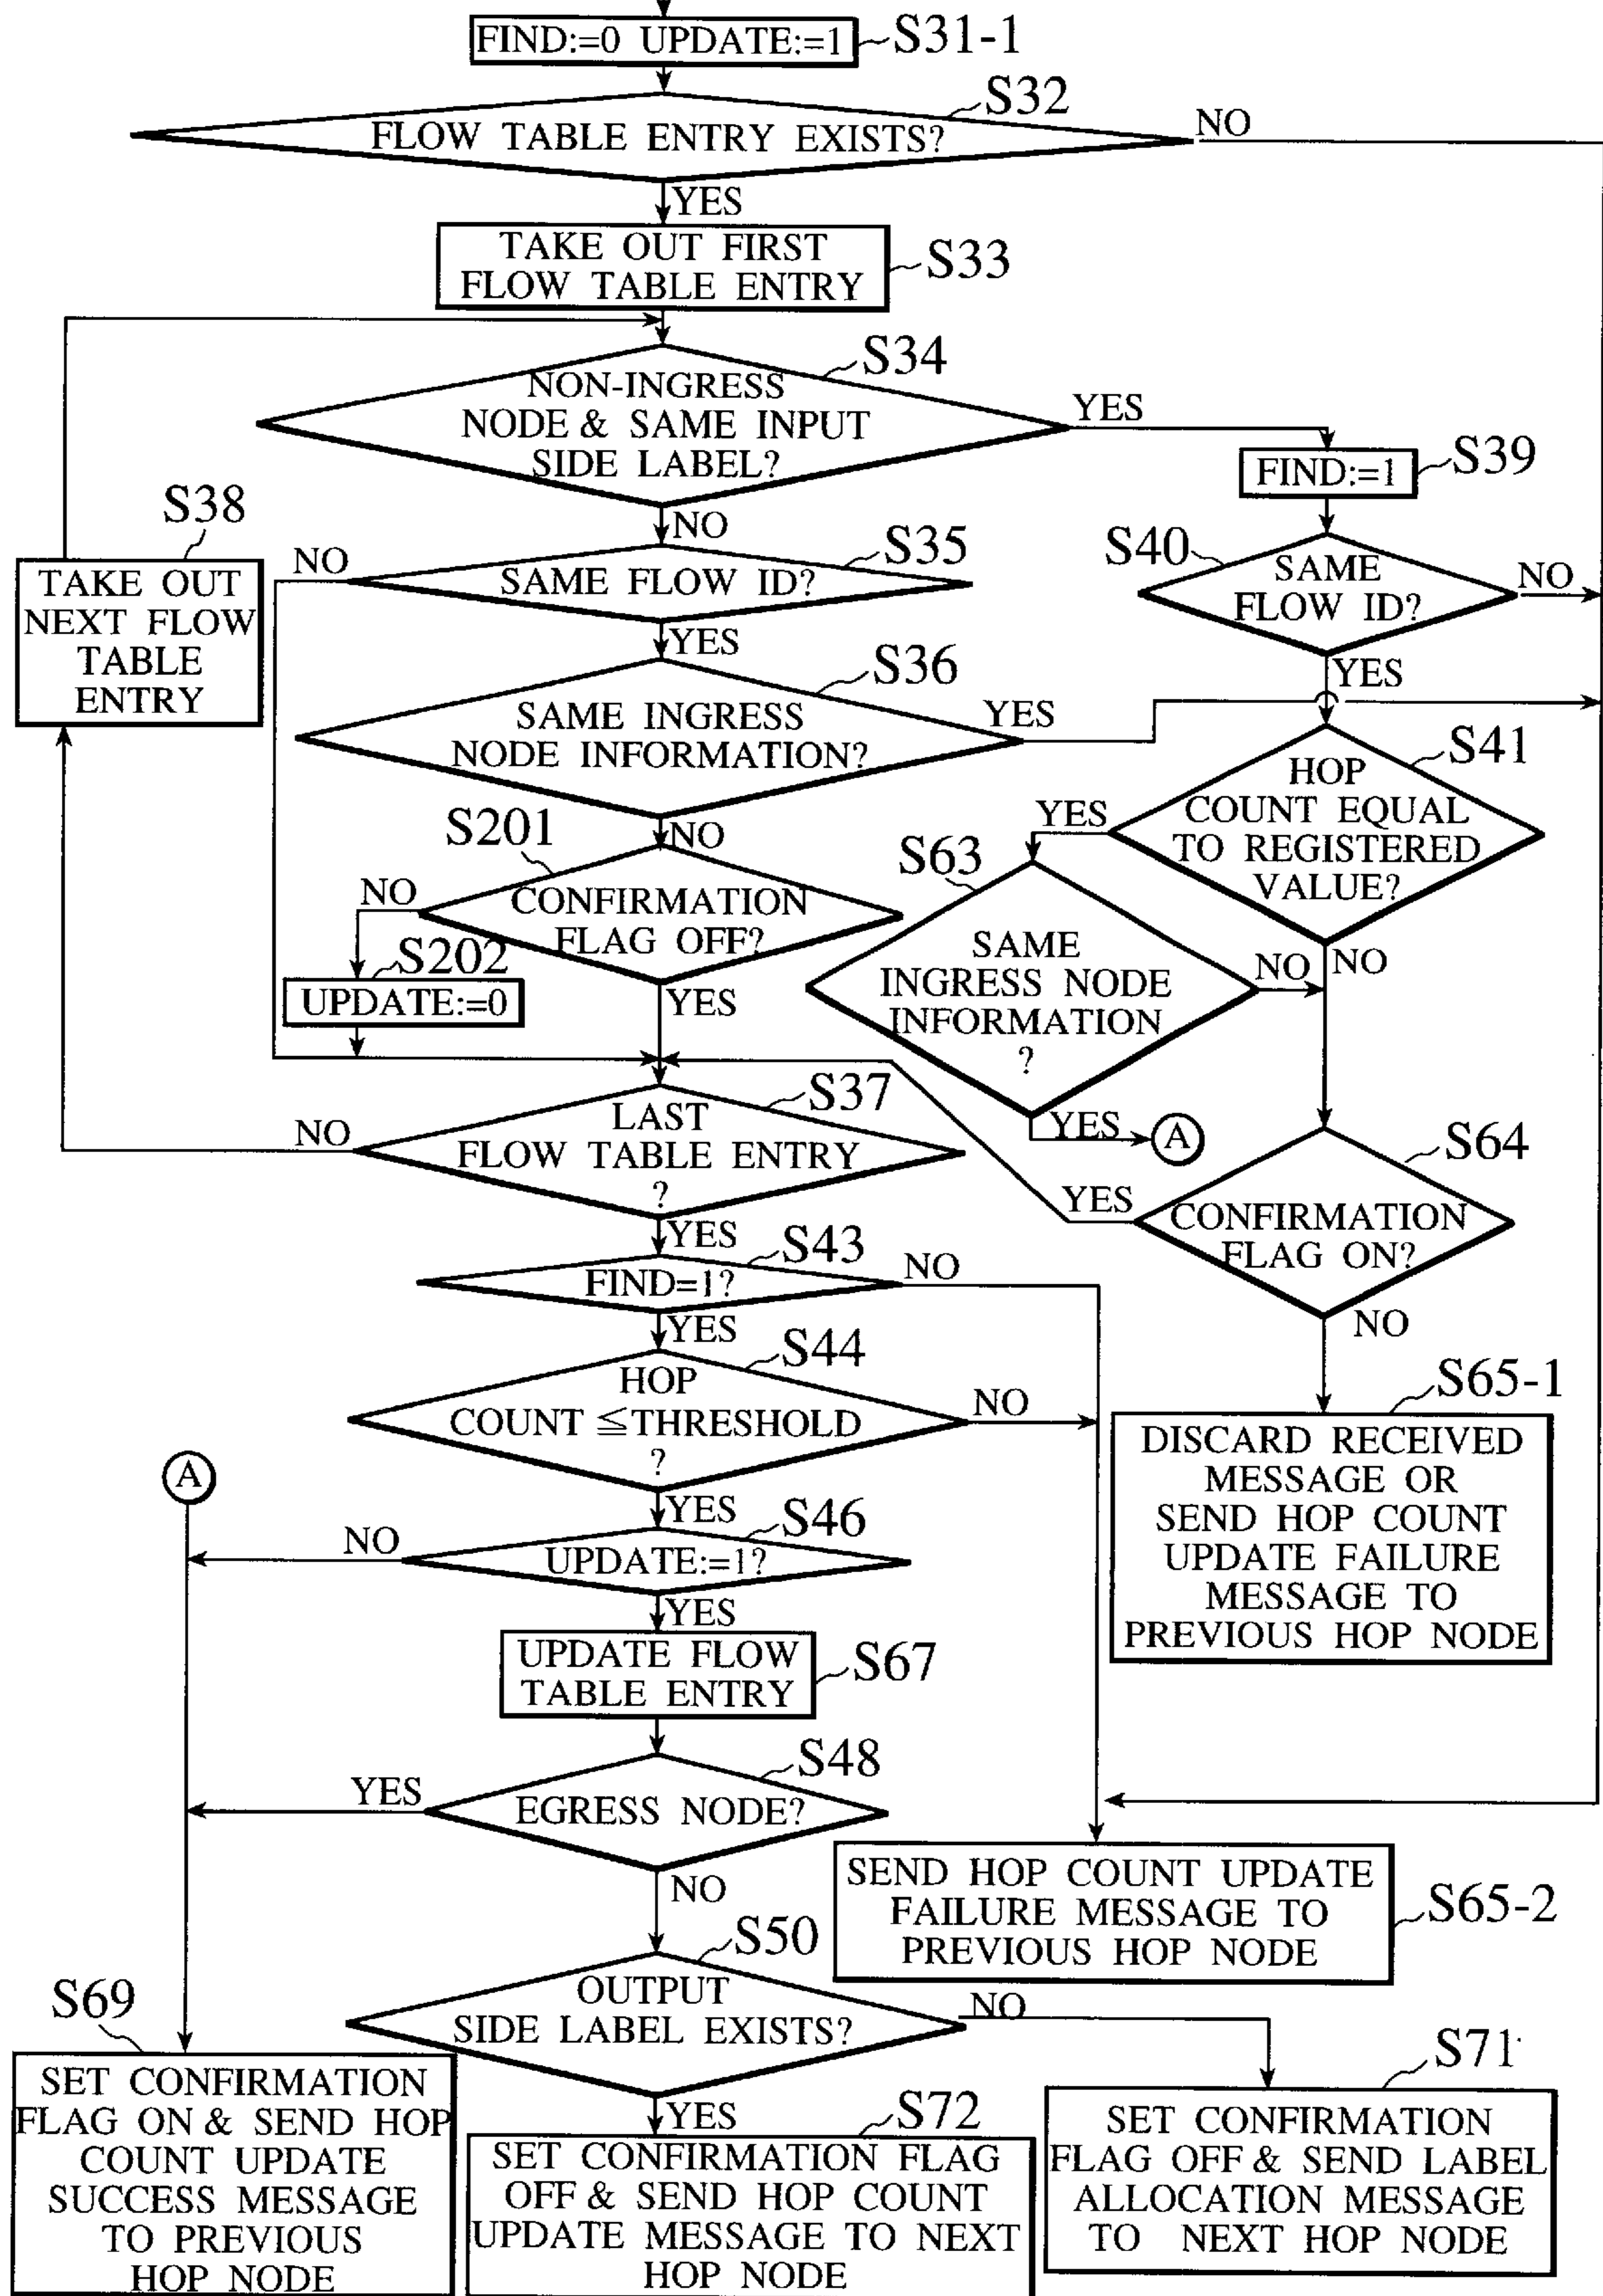 FIND:=0 UPDATE:=1
S31-1
S32
FLOW TABLE ENTRY EXISTS?
NO
YES
TAKE OUT FIRST
FLOW TABLE ENTRY
S33
S34
NON-INGRESS
NODE & SAME INPUT
SIDE LABEL?
YES
NO
FIND:=1
S39
S38
TAKE OUT
NEXT FLOW
TABLE
ENTRY
NO
S35
SAME FLOW ID?
YES
S40
SAME
FLOW ID?
NO
YES
S36
SAME INGRESS
NODE INFORMATION?
YES
NO
S41
HOP
COUNT EQUAL
TO REGISTERED
VALUE?
YES
NO
S201
CONFIRMATION
FLAG OFF?
NO
YES
S202
UPDATE:=0
S63
SAME
INGRESS NODE
INFORMATION
?
NO
YES
A
S37
LAST
FLOW TABLE ENTRY
?
NO
YES
S64
CONFIRMATION
FLAG ON?
YES
NO
S43
FIND=1?
NO
YES
S44
HOP
COUNT ≦THRESHOLD
?
NO
YES
S65-1
DISCARD RECEIVED
MESSAGE OR
SEND HOP COUNT
UPDATE FAILURE
MESSAGE TO
PREVIOUS HOP NODE
A
S46
UPDATE:=1?
NO
YES
UPDATE FLOW
TABLE ENTRY
S67
S48
EGRESS NODE?
YES
NO
SEND HOP COUNT UPDATE
FAILURE MESSAGE TO
PREVIOUS HOP NODE
S65-2
S50
OUTPUT
SIDE LABEL EXISTS?
NO
YES
S69
SET CONFIRMATION
FLAG ON & SEND HOP
COUNT UPDATE
SUCCESS MESSAGE
TO PREVIOUS
HOP NODE
S72
SET CONFIRMATION FLAG
OFF & SEND HOP COUNT
UPDATE MESSAGE TO NEXT
HOP NODE
S71
SET CONFIRMATION
FLAG OFF & SEND LABEL
ALLOCATION MESSAGE
TO NEXT HOP NODE